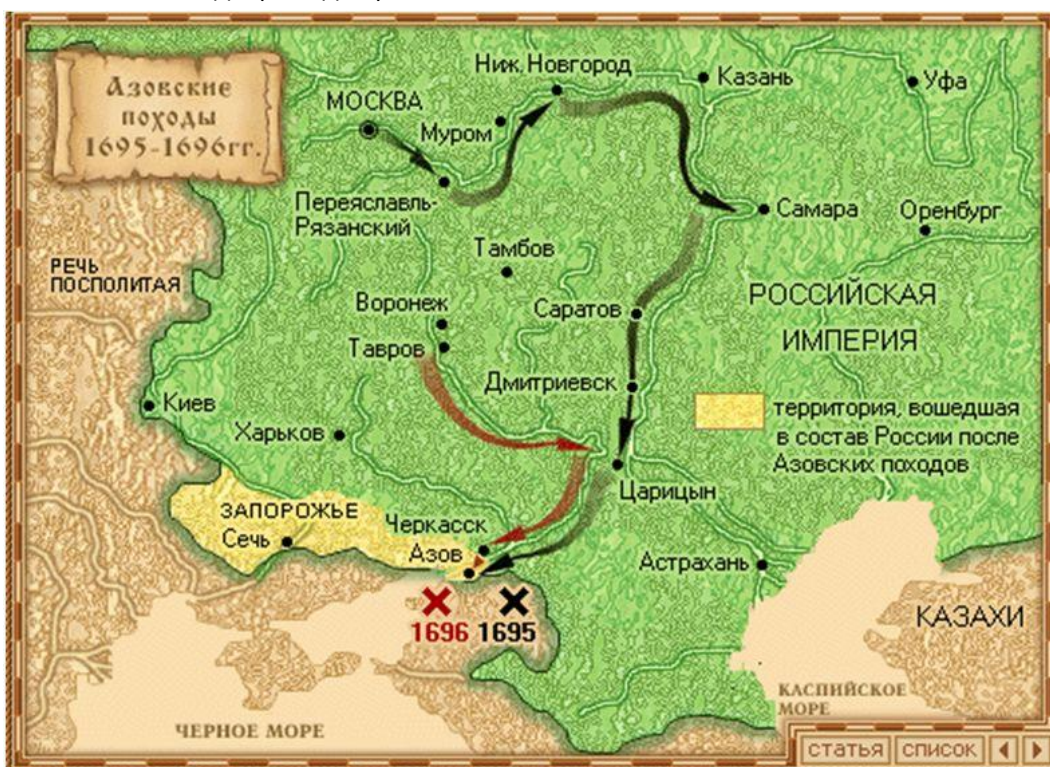 Азовские
походы
1695-1696гг.
МОСКВА
Ниж. Новгород
Казань
Уфа
Муром
Переяславль-
Рязанский
Самара
Оренбург
Тамбов
РЕЧЬ
ПОСПОЛИТАЯ
Воронеж
Саратов
РОССИЙСКАЯ
ИМПЕРИЯ
Тавров
Дмитриевск
Киев
Харьков
территория, вошедшая
в состав России после
Азовских походов
Царицын
ЗАПОРОЖЬЕ
Сечь
Черкасск
Азов
Астрахань
1696 1695
КАЗАХИ
КАСПИЙСКОЕ
МОРЕ
ЧЕРНОЕ МОРЕ
статья список